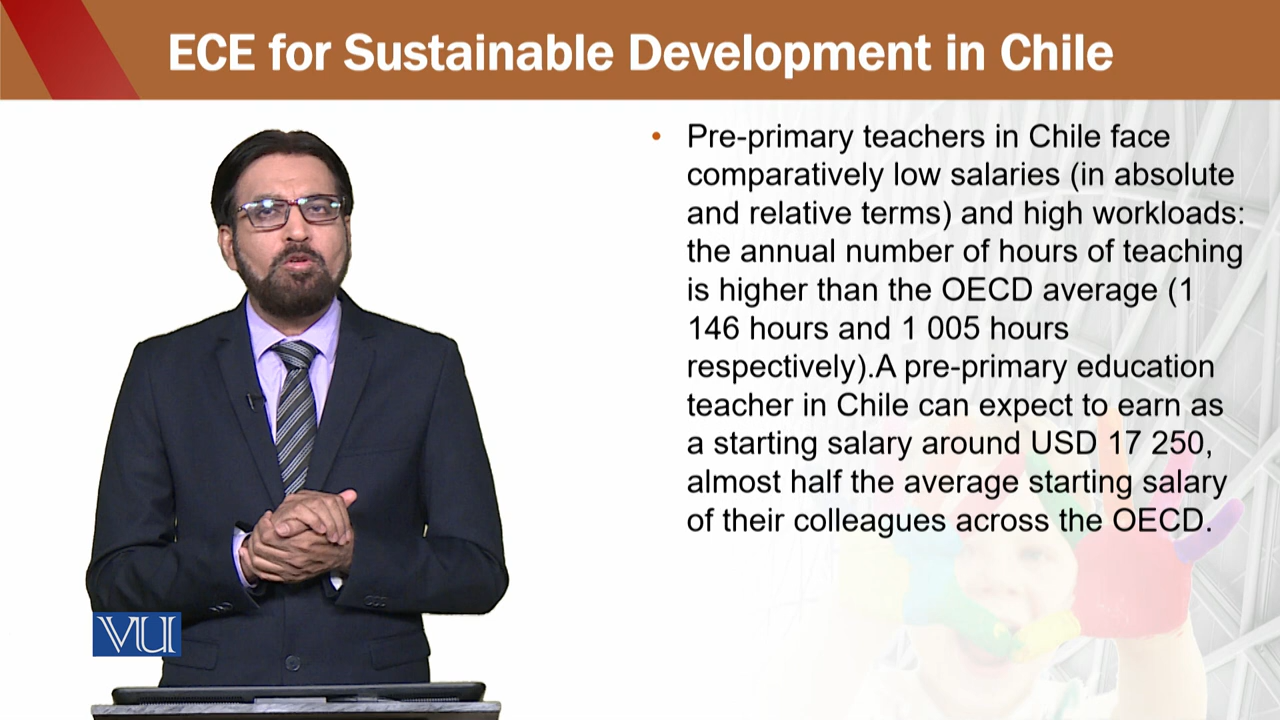 ECE for Sustainable Development in Chile
• Pre-primary teachers in Chile face
comparatively low salaries (in absolute
and relative terms) and high workloads:
the annual number of hours of teaching
is higher than the OECD average (1
146 hours and 1 005 hours
respectively).A pre-primary education
teacher in Chile can expect to earn as
a starting salary around USD 17 250,
almost half the average starting salary
of their colleagues across the OECD.
VU